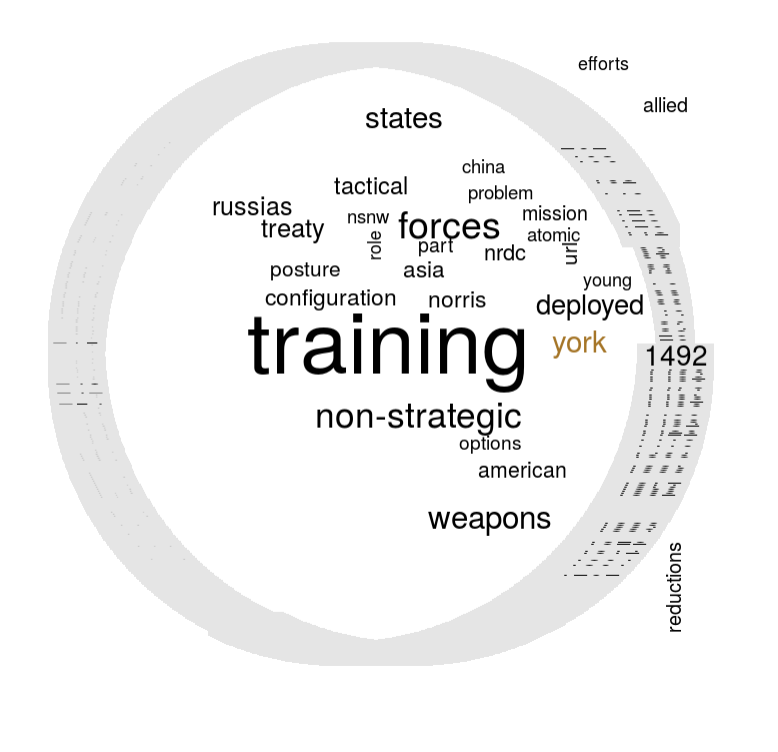 efforts
allied
states
china
tactical
problem
russias
nsnw
forces
mission
treaty
role
part
nrdc
atomic
url
posture
asia
young
configuration
norris
deployed
training
york
1492
non-strategic
options
american
weapons
reductions